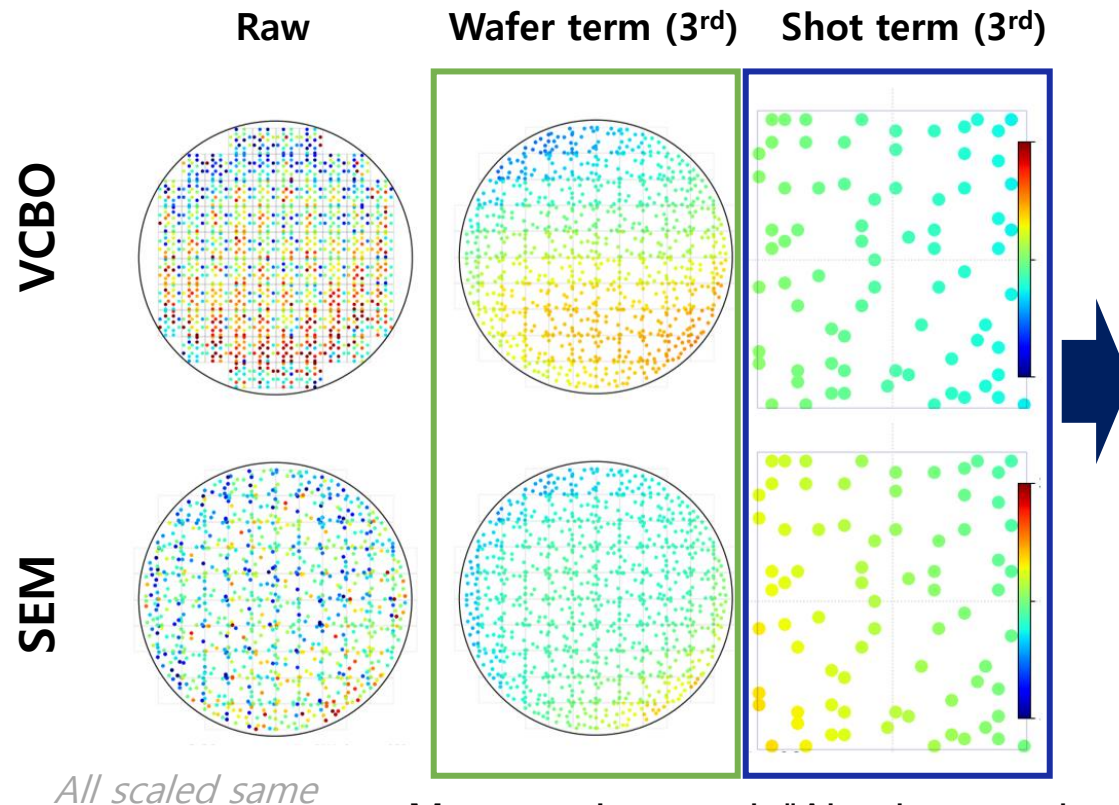 Raw
Wafer term (3rd)
Shot term (3rd)
VCBO
SEM
All scaled same